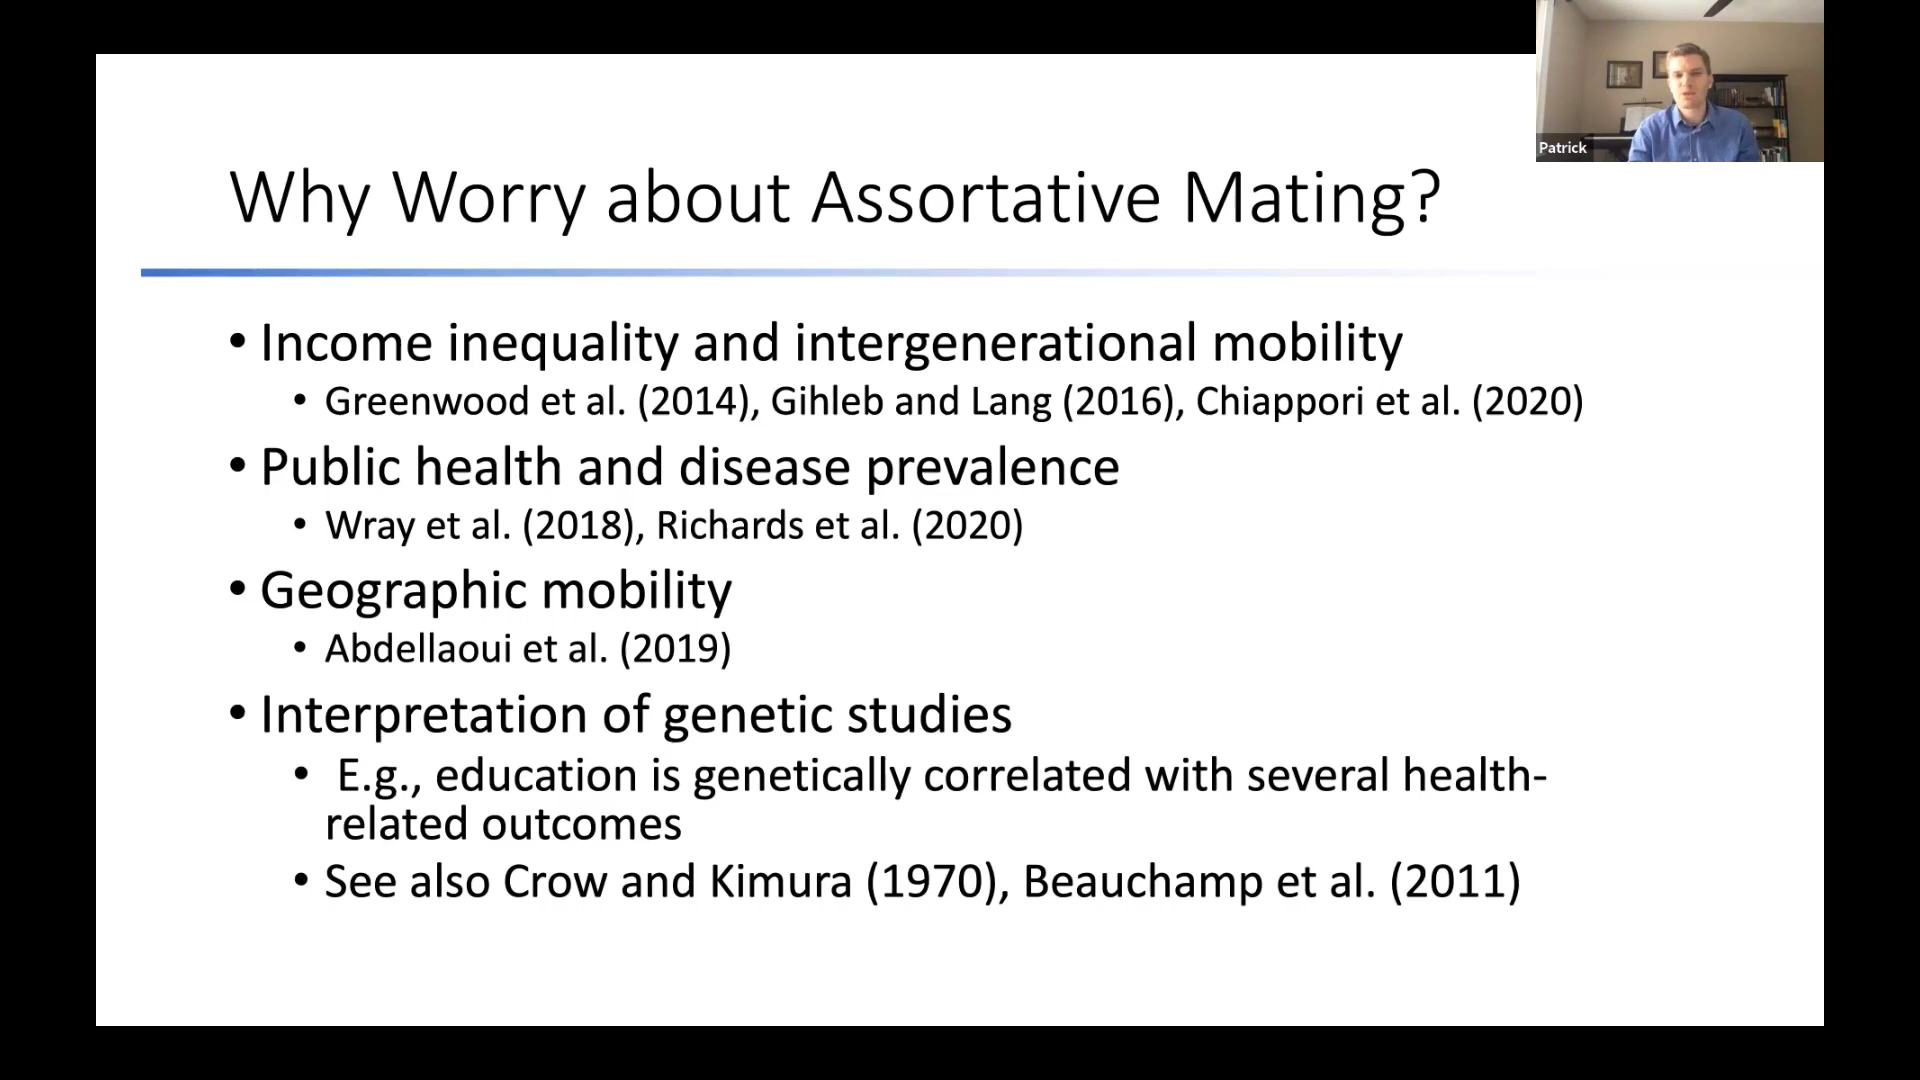 Patrick
Why Worry about Assortative Mating?
• Income inequality and intergenerational mobility
• Greenwood et al. (2014), Gihleb and Lang (2016), Chiappori et al. (2020)
• Public health and disease prevalence
• Wray et al. (2018), Richards et al. (2020)
• Geographic mobility
• Abdellaoui et al. (2019)
• Interpretation of genetic studies
• E.g., education is genetically correlated with several health-
related outcomes
• See also Crow and Kimura (1970), Beauchamp et al. (2011)